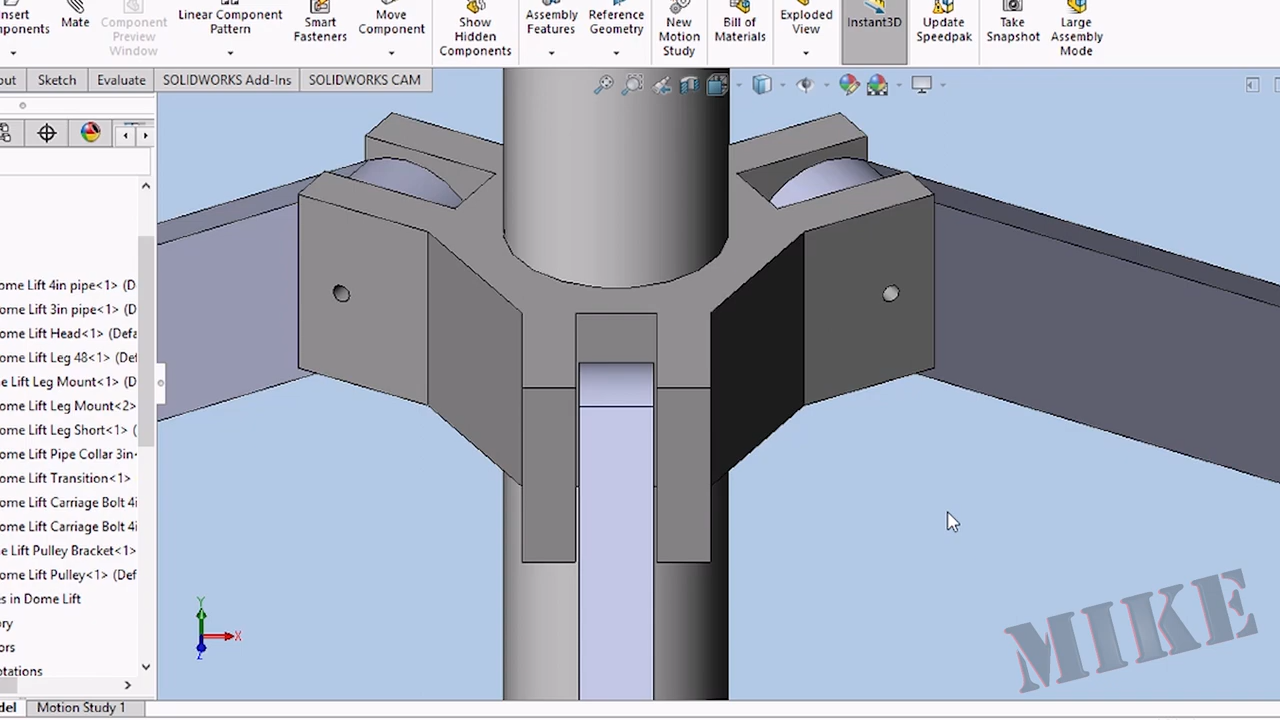 nsert
mponents
Mate
Component
Preview
Window
Linear Component
Pattern
Smart
Fasteners
Move
Component
Show
Hidden
Components
Assembly
Features
Reference
Geometry
New
Motion
Study
Bill of
Materials
Exploded
View
Instant3D
Update
Speedpak
Take
Snapshot
Large
Assembly
Mode
out
Sketch
Evaluate
SOLIDWORKS Add-Ins
SOLIDWORKS CAM
ome Lift 4in pipe<1> (D
ome Lift 3in pipe<1> (D
ome Lift Head<1> (Defa
ome Lift Leg 48<1> (Def
ne Lift Leg Mount<1> (D
ome Lift Leg Mount<2>
ome Lift Leg Short<1> (
ome Lift Pipe Collar 3in<
ome Lift Transition<1>
ome Lift Carriage Bolt 4i
ome Lift Carriage Bolt 4i
e Lift Pulley Bracket<1>
ome Lift Pulley<1> (Def
es in Dome Lift
ory
ors
otations
Y
X
Z
MIKE
del
Motion Study 1